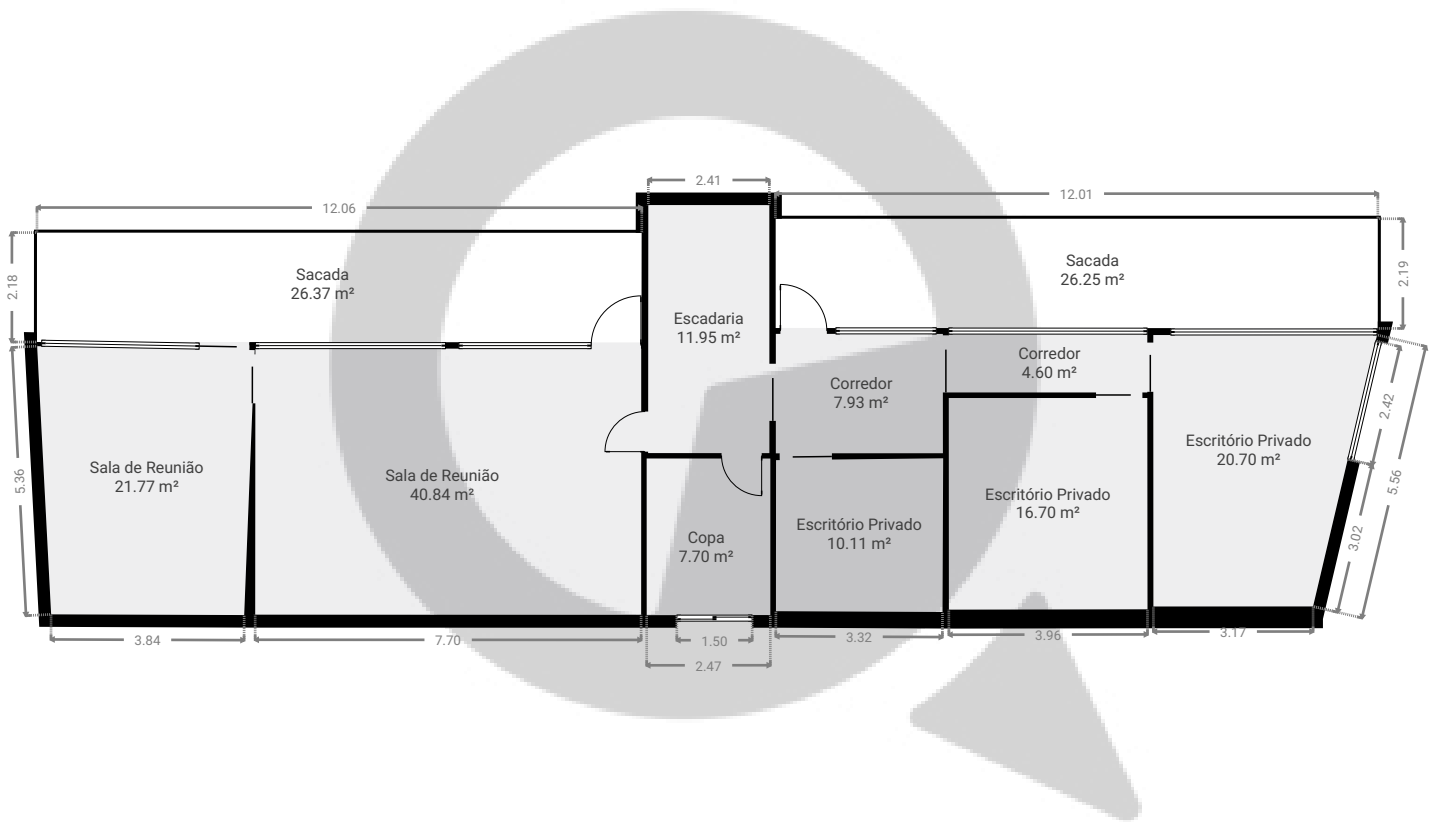 2.41
12.01
12.06
Sacada
26.37 m²
Sacada
26.25 m²
2.18
2.19
Escadaria
11.95 m²
Corredor
4.60 m²
Corredor
7.93 m²
2.42
Escritório Privado
20.70 m²
Sala de Reunião
21.77 m²
Sala de Reunião
40.84 m²
5.36
5.56
Escritório Privado
16.70 m²
Escritório Privado
10.11 m²
Copa
7.70 m²
3.02
3.84
7.70
1.50
3.32
3.96
3.17
2.47